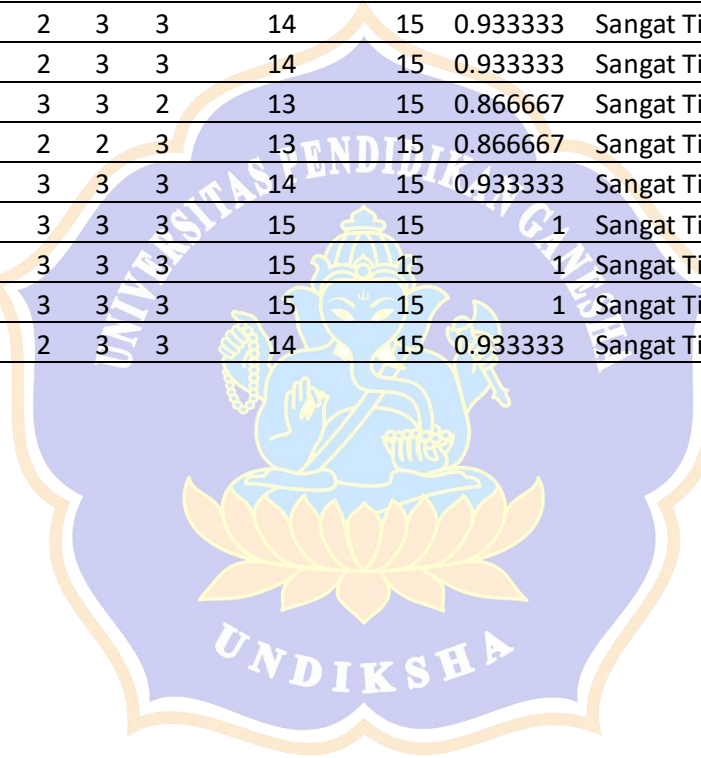 2 3 3 14 15 0.933333 Sangat Ti
2 3 3 14 15 0.933333 Sangat Ti
3 3 2 13 15 0.866667 Sangat Ti
2 2 3 13 15 0.866667 Sangat Ti
3 3 3 14 15 0.933333 Sangat Ti
3 3 3 15 15 1 Sangat Ti
3 3 3 15 15 1 Sangat Ti
3 3 3 15 15 1 Sangat Ti
2 3 3 14 15 0.933333 Sangat Ti
UNIVERSITAS PENDIDIKAN GANESHA
UNDIKSHA